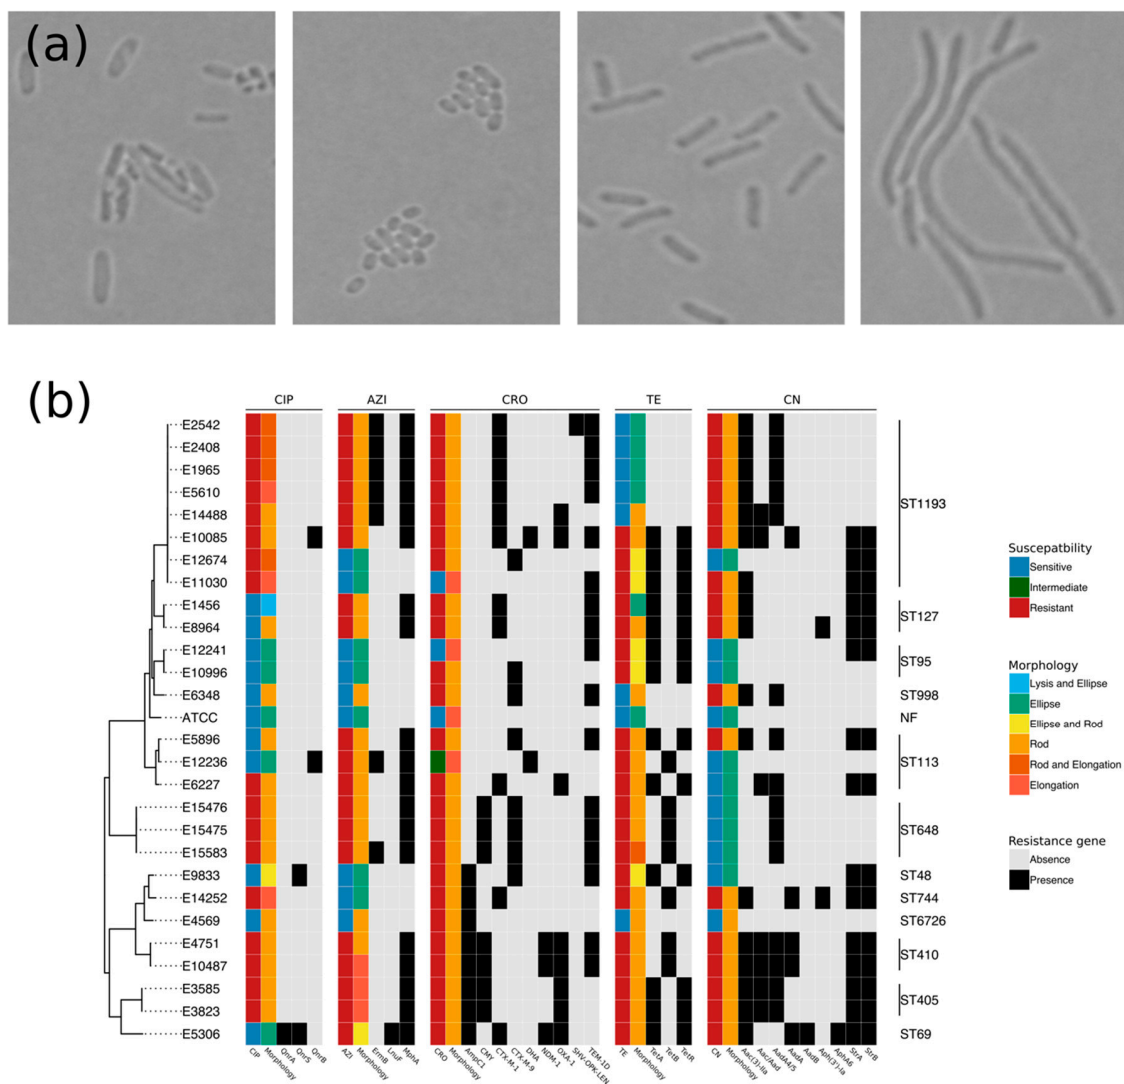 (a)
(b)
CIP AZI CRO TE CN
E2542
E2408
E1965
E5610
E14488
E10085
E12674
E11030
E1456
E8964
E12241
E10996
E6348
ATCC
E5896
E12236
E6227
E15476
E15475
E15583
E9833
E14252
E4569
E4751
E10487
E3585
E3823
E5306
ST1193
ST127
ST95
ST998
NF
ST113
ST648
ST48
ST744
ST6726
ST410
ST405
ST69
CIP Morphology QnrA QnrS QnrB
AZI Morphology ErmB LnuF MphA
CRO Morphology AmpC1 CMY CTX-M-1 CTX-M-9 DHA NDM-1 OXA-1 SHV-OPK-LEN TEM-1D
TE Morphology TetA TetB TetR
CN Morphology Aac(3)-IIa Aac/Aad AadA4/5 AadA AadB Aph(3')-Ia AphA6 StrA StrB
Suscepatbility
Sensitive
Intermediate
Resistant
Morphology
Lysis and Ellipse
Ellipse
Ellipse and Rod
Rod
Rod and Elongation
Elongation
Resistance gene
Absence
Presence